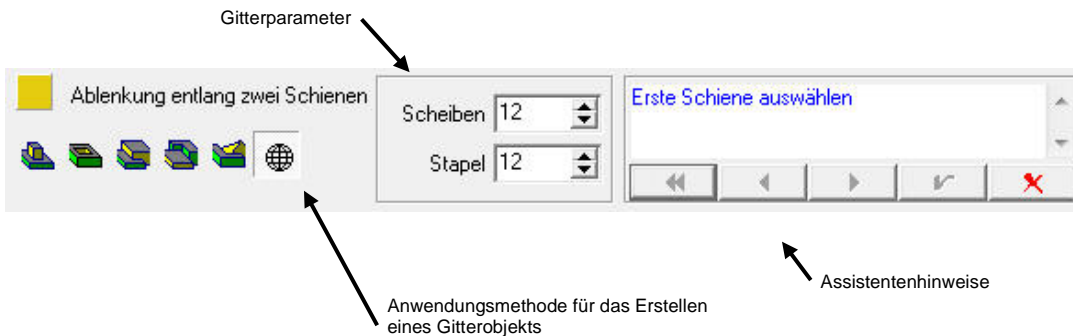 Gitterparameter
Ablenkung entlang zwei Schienen
Scheiben 12
Stapel 12
Erste Schiene auswählen
Assistentenhinweise
Anwendungsmethode für das Erstellen
eines Gitterobjekts